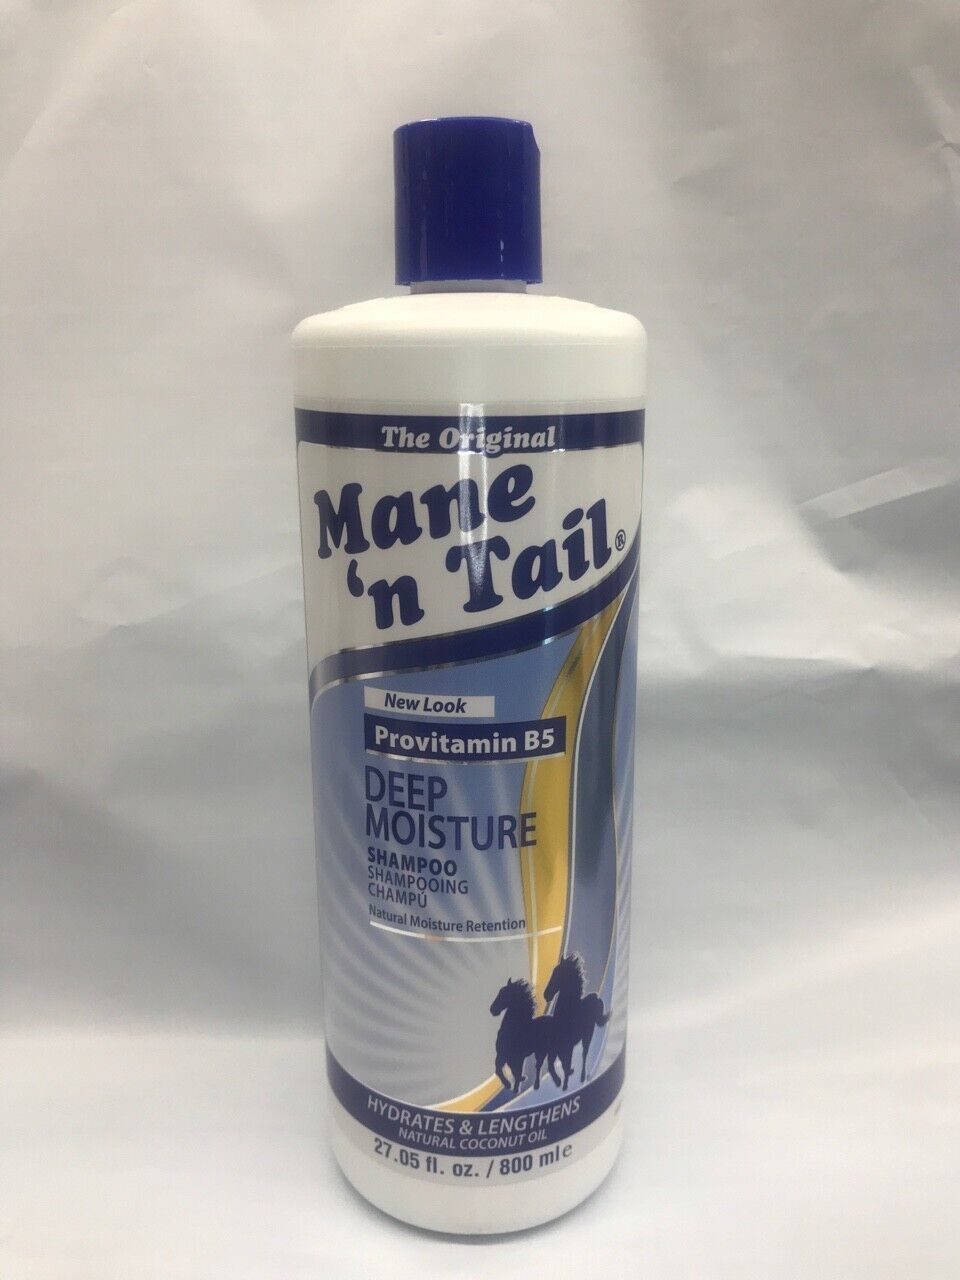 The Original
Mane
'n Tail®
New Look
Provitamin B5
DEEP
MOISTURE
SHAMPOO
SHAMPOOING
CHAMPÚ
Natural Moisture Retention
HYDRATES & LENGTHENS
NATURAL COCONUT OIL
27.05 fl. oz. / 800 ml e